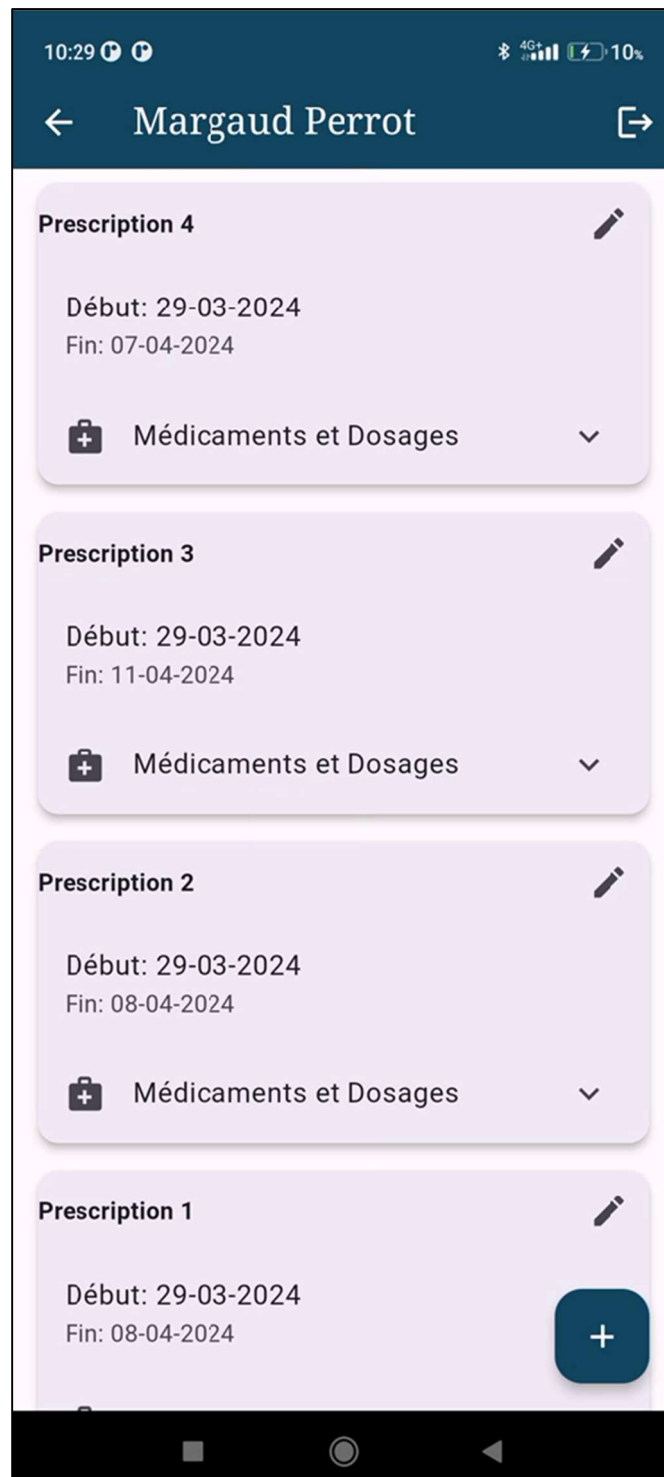 10:29 4G+ 10%
Margaud Perrot
Prescription 4
Début: 29-03-2024
Fin: 07-04-2024
Médicaments et Dosages
Prescription 3
Début: 29-03-2024
Fin: 11-04-2024
Médicaments et Dosages
Prescription 2
Début: 29-03-2024
Fin: 08-04-2024
Médicaments et Dosages
Prescription 1
Début: 29-03-2024
Fin: 08-04-2024